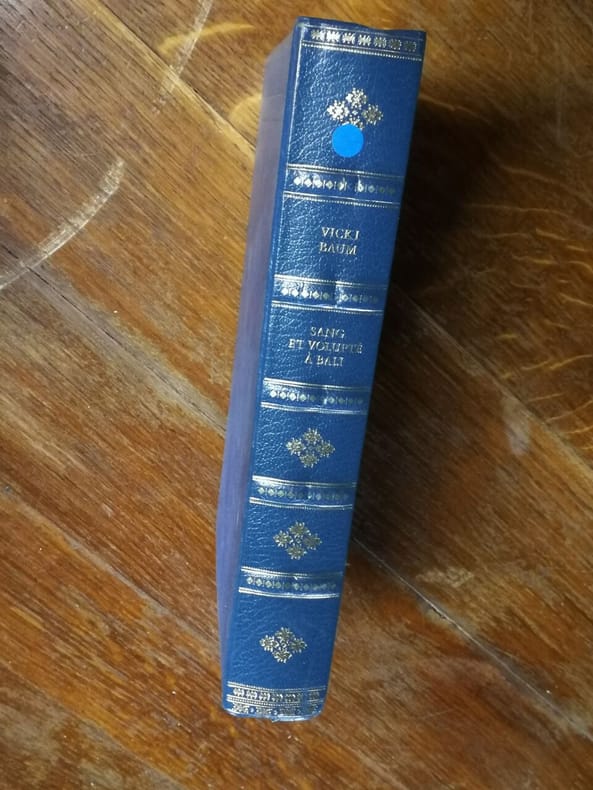 VICKI
BAUM
SANG
ET VOLUPTÉ
À BALI